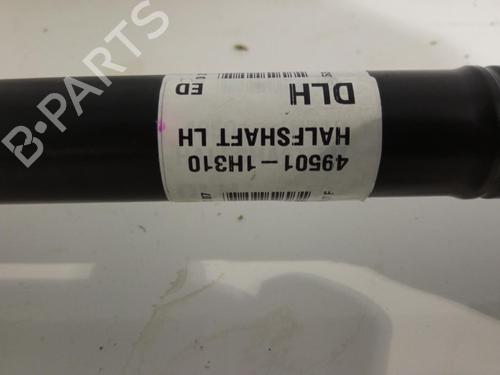 B-PARTS
49501-1H310
HALFSHAFT LH
DLH
ED